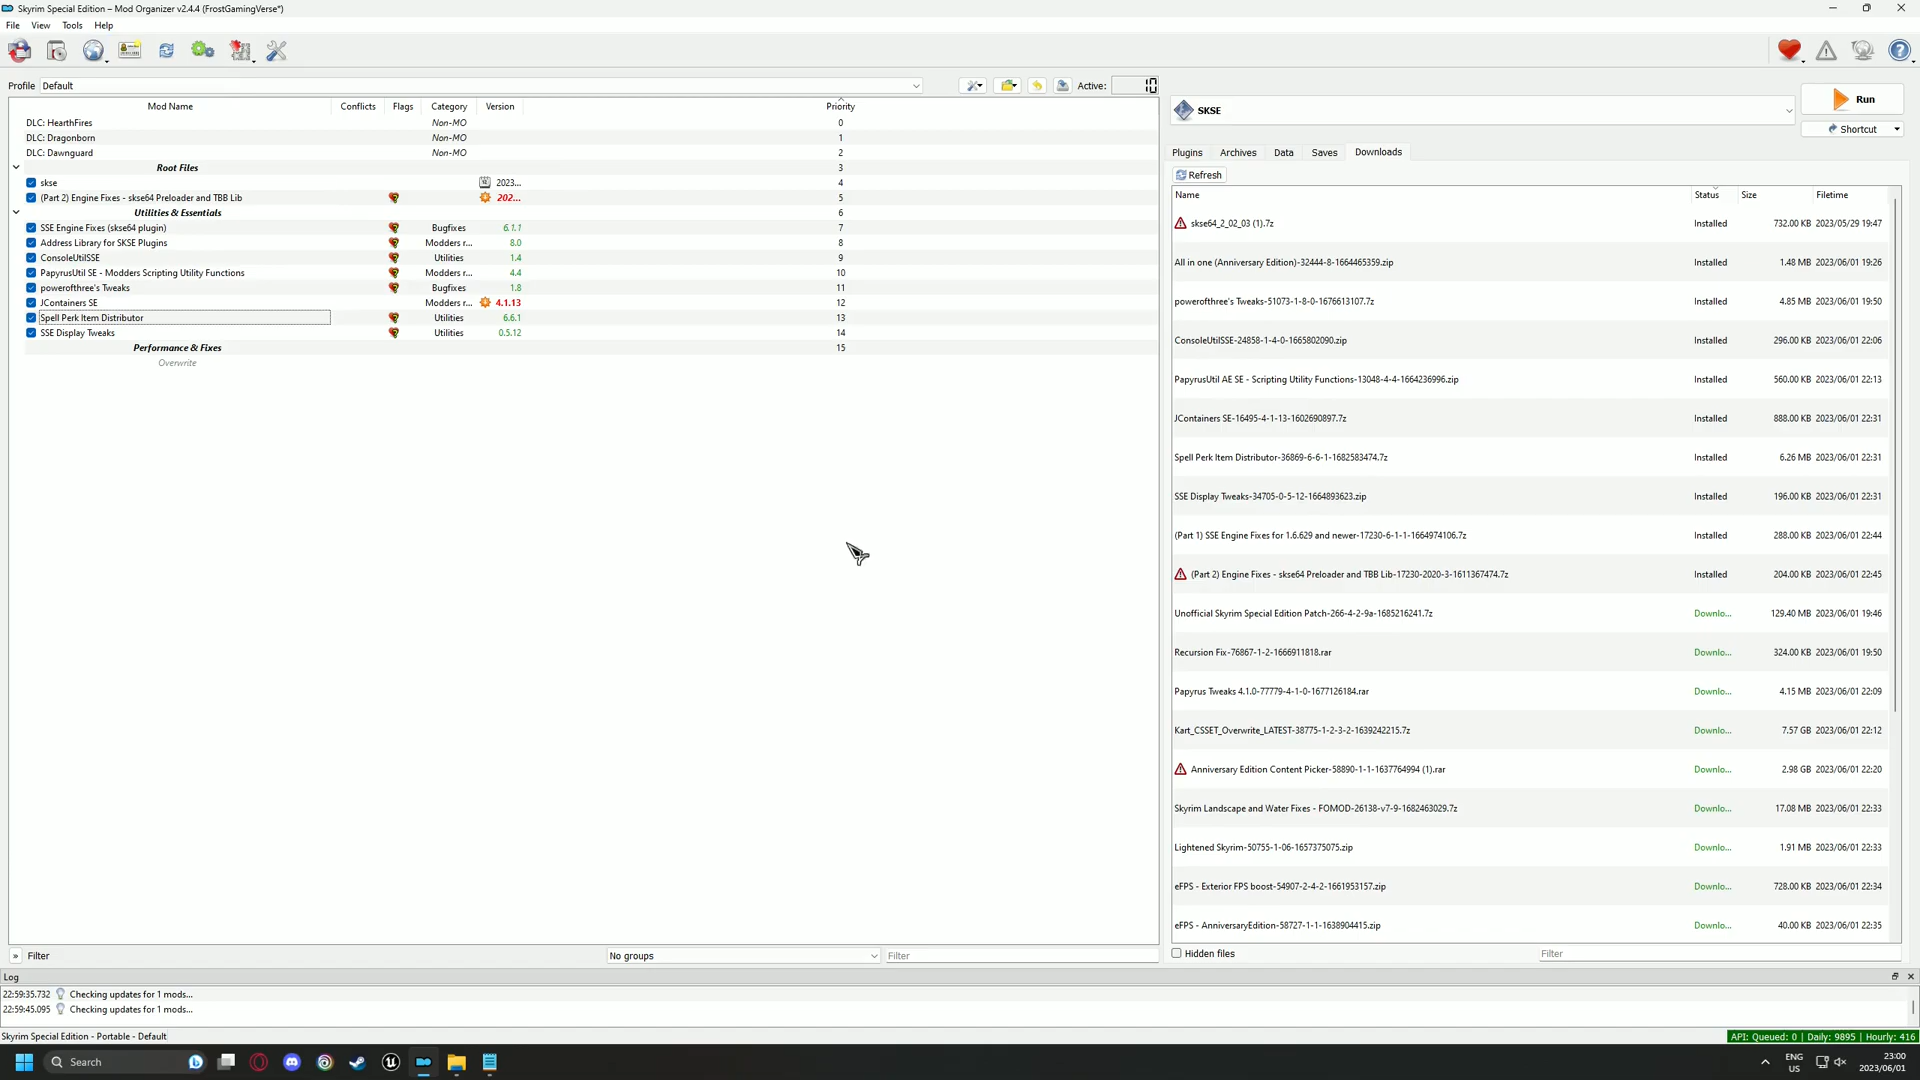 Skyrim Special Edition – Mod Organizer v2.4.4 (FrostGamingVerse*)
File View Tools Help
Profile Default Active: 10
Mod Name Conflicts Flags Category Version Priority
DLC: HearthFires Non-MO 0
DLC: Dragonborn Non-MO 1
DLC: Dawnguard Non-MO 2
Root Files 3
skse 2023... 4
(Part 2) Engine Fixes - skse64 Preloader and TBB Lib 202... 5
Utilities & Essentials 6
SSE Engine Fixes (skse64 plugin) Bugfixes 6.1.1 7
Address Library for SKSE Plugins Modders r... 8.0 8
ConsoleUtilSSE Utilities 1.4 9
PapyrusUtil SE - Modders Scripting Utility Functions Modders r... 4.4 10
powerofthree's Tweaks Bugfixes 1.8 11
JContainers SE Modders r... 4.1.13 12
Spell Perk Item Distributor Utilities 6.6.1 13
SSE Display Tweaks Utilities 0.5.12 14
Performance & Fixes 15
Overwrite
» Filter No groups Filter
SKSE Run
Shortcut
Plugins Archives Data Saves Downloads
Refresh
Name Status Size Filetime
skse64_2_02_03 (1).7z Installed 732.00 KB 2023/05/29 19:47
All in one (Anniversary Edition)-32444-8-1664465359.zip Installed 1.48 MB 2023/06/01 19:26
powerofthree's Tweaks-51073-1-8-0-1676613107.7z Installed 4.85 MB 2023/06/01 19:50
ConsoleUtilSSE-24858-1-4-0-1665802090.zip Installed 296.00 KB 2023/06/01 22:06
PapyrusUtil AE SE - Scripting Utility Functions-13048-4-4-1664236996.zip Installed 560.00 KB 2023/06/01 22:13
JContainers SE-16495-4-1-13-1602690897.7z Installed 888.00 KB 2023/06/01 22:31
Spell Perk Item Distributor-36869-6-6-1-1682583474.7z Installed 6.26 MB 2023/06/01 22:31
SSE Display Tweaks-34705-0-5-12-1664893623.zip Installed 196.00 KB 2023/06/01 22:31
(Part 1) SSE Engine Fixes for 1.6.629 and newer-17230-6-1-1-1664974106.7z Installed 288.00 KB 2023/06/01 22:44
(Part 2) Engine Fixes - skse64 Preloader and TBB Lib-17230-2020-3-1611367474.7z Installed 204.00 KB 2023/06/01 22:45
Unofficial Skyrim Special Edition Patch-266-4-2-9a-1685216241.7z Downlo... 129.40 MB 2023/06/01 19:46
Recursion Fix-76867-1-2-1666911818.rar Downlo... 324.00 KB 2023/06/01 19:50
Papyrus Tweaks 4.1.0-77779-4-1-0-1677126184.rar Downlo... 4.15 MB 2023/06/01 22:09
Kart_CSSET_Overwrite_LATEST-38775-1-2-3-2-1639242215.7z Downlo... 7.57 GB 2023/06/01 22:12
Anniversary Edition Content Picker-58890-1-1-1637764994 (1).rar Downlo... 2.98 GB 2023/06/01 22:20
Skyrim Landscape and Water Fixes - FOMOD-26138-v7-9-1682463029.7z Downlo... 17.08 MB 2023/06/01 22:33
Lightened Skyrim-50755-1-06-1657375075.zip Downlo... 1.91 MB 2023/06/01 22:33
eFPS - Exterior FPS boost-54907-2-4-2-1661953157.zip Downlo... 728.00 KB 2023/06/01 22:34
eFPS - AnniversaryEdition-58727-1-1-1638904415.zip Downlo... 40.00 KB 2023/06/01 22:35
Hidden files Filter
Log
22:59:35.732 Checking updates for 1 mods...
22:59:45.095 Checking updates for 1 mods...
Skyrim Special Edition - Portable - Default API: Queued: 0 | Daily: 9895 | Hourly: 416
Search ENG US 23:00 2023/06/01